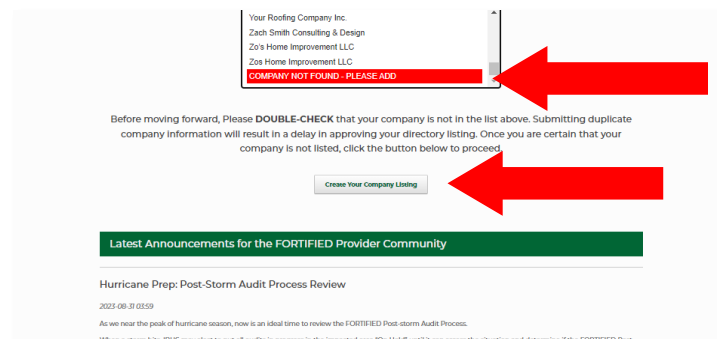 Your Roofing Company Inc.
Zach Smith Consulting & Design
Zo's Home Improvement LLC
Zos Home Improvement LLC
COMPANY NOT FOUND - PLEASE ADD
Before moving forward, Please DOUBLE-CHECK that your company is not in the list above. Submitting duplicate
company information will result in a delay in approving your directory listing. Once you are certain that your
company is not listed, click the button below to proceed.
Create Your Company Listing
Latest Announcements for the FORTIFIED Provider Community
Hurricane Prep: Post-Storm Audit Process Review
2023-08-31 03:59
As we near the peak of hurricane season, now is an ideal time to review the FORTIFIED Post-storm Audit Process.